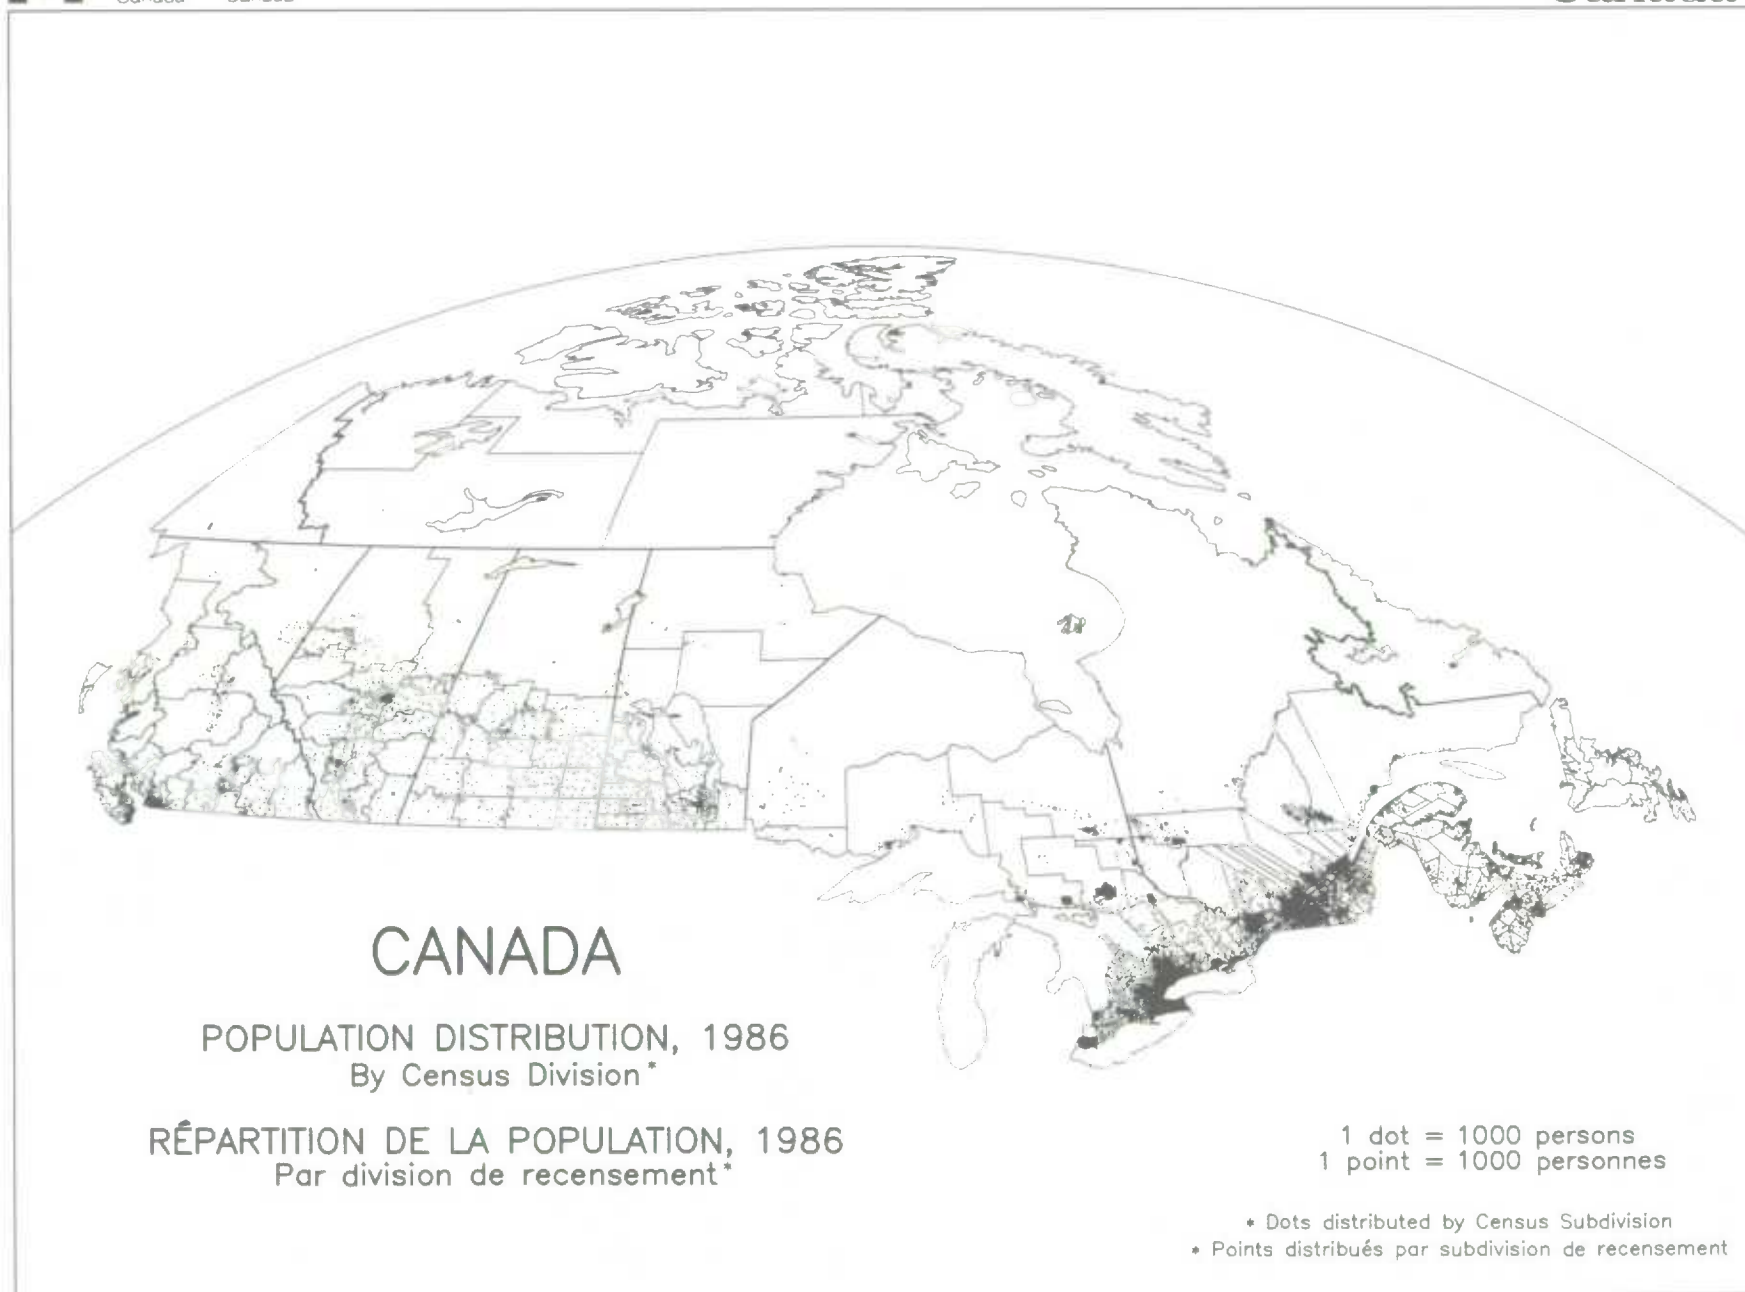 CANADA
POPULATION DISTRIBUTION, 1986
By Census Division*
RÉPARTITION DE LA POPULATION, 1986
Par division de recensement*
1 dot = 1000 persons
1 point = 1000 personnes
* Dots distributed by Census Subdivision
* Points distribués par subdivision de recensement